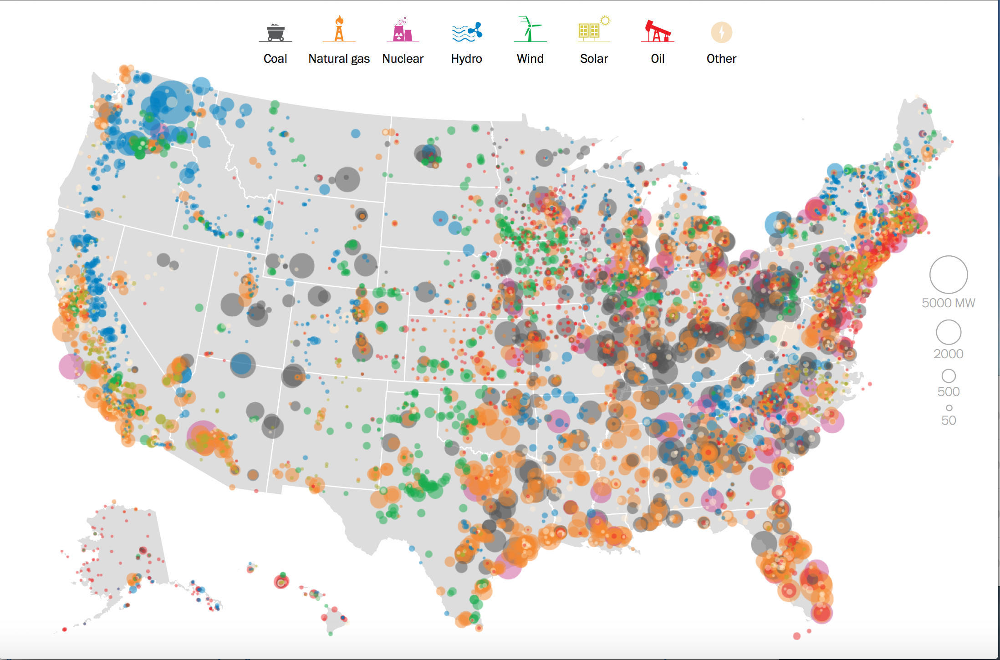 Coal
Natural gas
Nuclear
Hydro
Wind
Solar
Oil
Other
5000 MW
2000
500
50